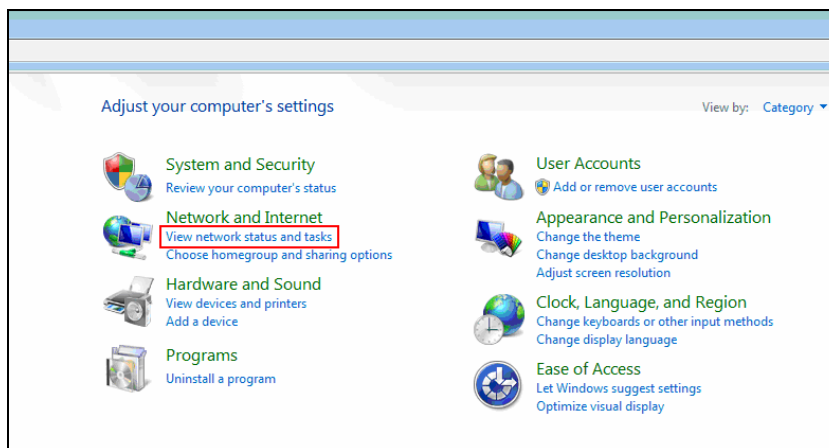 Adjust your computer's settings
View by: Category
System and Security
Review your computer's status
Network and Internet
View network status and tasks
Choose homegroup and sharing options
Hardware and Sound
View devices and printers
Add a device
Programs
Uninstall a program
User Accounts
Add or remove user accounts
Appearance and Personalization
Change the theme
Change desktop background
Adjust screen resolution
Clock, Language, and Region
Change keyboards or other input methods
Change display language
Ease of Access
Let Windows suggest settings
Optimize visual display